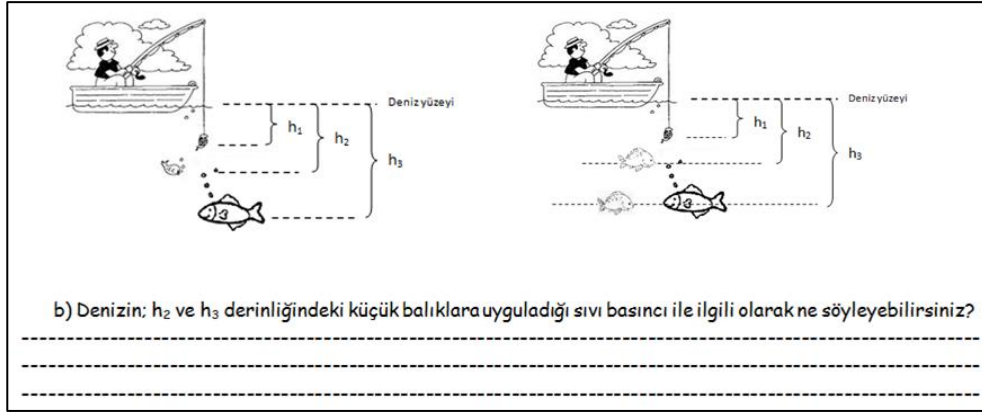 Deniz yüzeyi
h₁
h₂
h₃
Deniz yüzeyi
h₁
h₂
h₃
b) Denizin; h₂ ve h₃ derinliğindeki küçük balıklara uyguladığı sıvı basıncı ile ilgili olarak ne söyleyebilirsiniz?